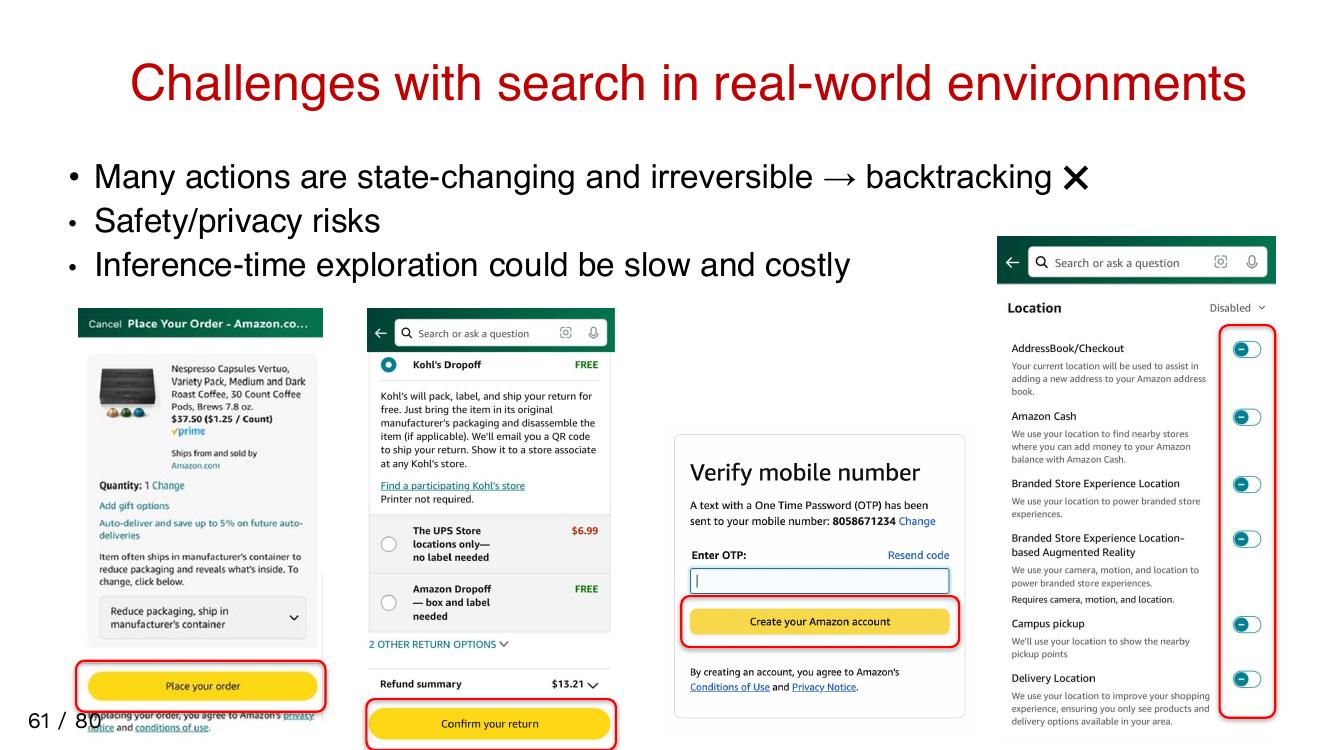 Challenges with search in real-world environments
• Many actions are state-changing and irreversible → backtracking ✕
• Safety/privacy risks
• Inference-time exploration could be slow and costly
Cancel Place Your Order - Amazon.co...
Nespresso Capsules Vertuo,
Variety Pack, Medium and Dark
Roast Coffee, 30 Count Coffee
Pods, Brews 7.8 oz.
$37.50 ($1.25 / Count)
prime
Ships from and sold by
Amazon.com
Quantity: 1 Change
Add gift options
Auto-deliver and save up to 5% on future auto-
deliveries
Item often ships in manufacturer's container to
reduce packaging and reveals what's inside. To
change, click below.
Reduce packaging, ship in
manufacturer's container
Place your order
By placing your order, you agree to Amazon's privacy
notice and conditions of use.
Search or ask a question
Kohl's Dropoff FREE
Kohl's will pack, label, and ship your return for
free. Just bring the item in its original
manufacturer's packaging and disassemble the
item (if applicable). We'll email you a QR code
to ship your return. Show it to a store associate
at any Kohl's store.
Find a participating Kohl's store
Printer not required.
The UPS Store $6.99
locations only—
no label needed
Amazon Dropoff FREE
— box and label
needed
2 OTHER RETURN OPTIONS
Refund summary $13.21
Confirm your return
Verify mobile number
A text with a One Time Password (OTP) has been
sent to your mobile number: 8058671234 Change
Enter OTP: Resend code
Create your Amazon account
By creating an account, you agree to Amazon's
Conditions of Use and Privacy Notice.
Search or ask a question
Location Disabled
AddressBook/Checkout
Your current location will be used to assist in
adding a new address to your Amazon address
book.
Amazon Cash
We use your location to find nearby stores
where you can add money to your Amazon
balance with Amazon Cash.
Branded Store Experience Location
We use your location to power branded store
experiences.
Branded Store Experience Location-
based Augmented Reality
We use your camera, motion, and location to
power branded store experiences.
Requires camera, motion, and location.
Campus pickup
We'll use your location to show the nearby
pickup points
Delivery Location
We use your location to improve your shopping
experience, ensuring you only see products and
delivery options available in your area.
61 / 80